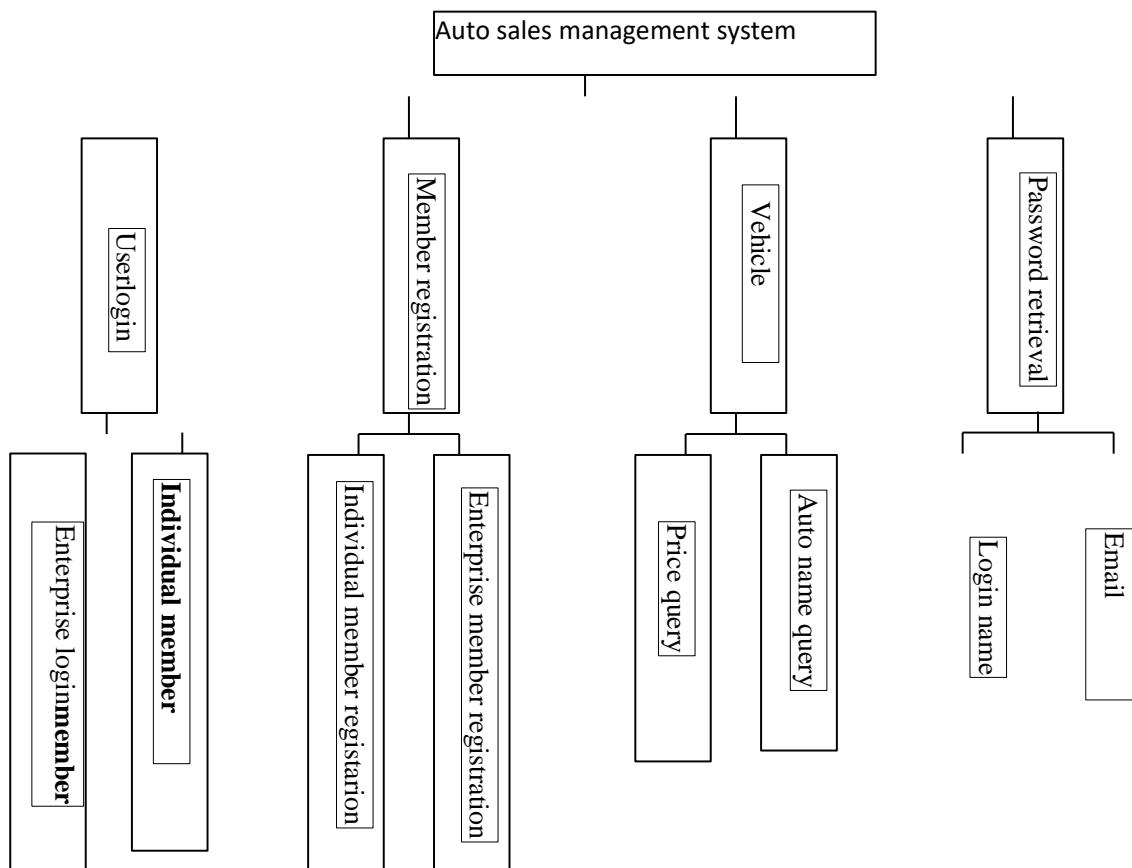 Auto sales management system
Userlogin
Member registration
Vehicle
Password retrieval
Enterprise loginmember
Individual member
Individual member registarion
Enterprise member registration
Price query
Auto name query
Login name
Email